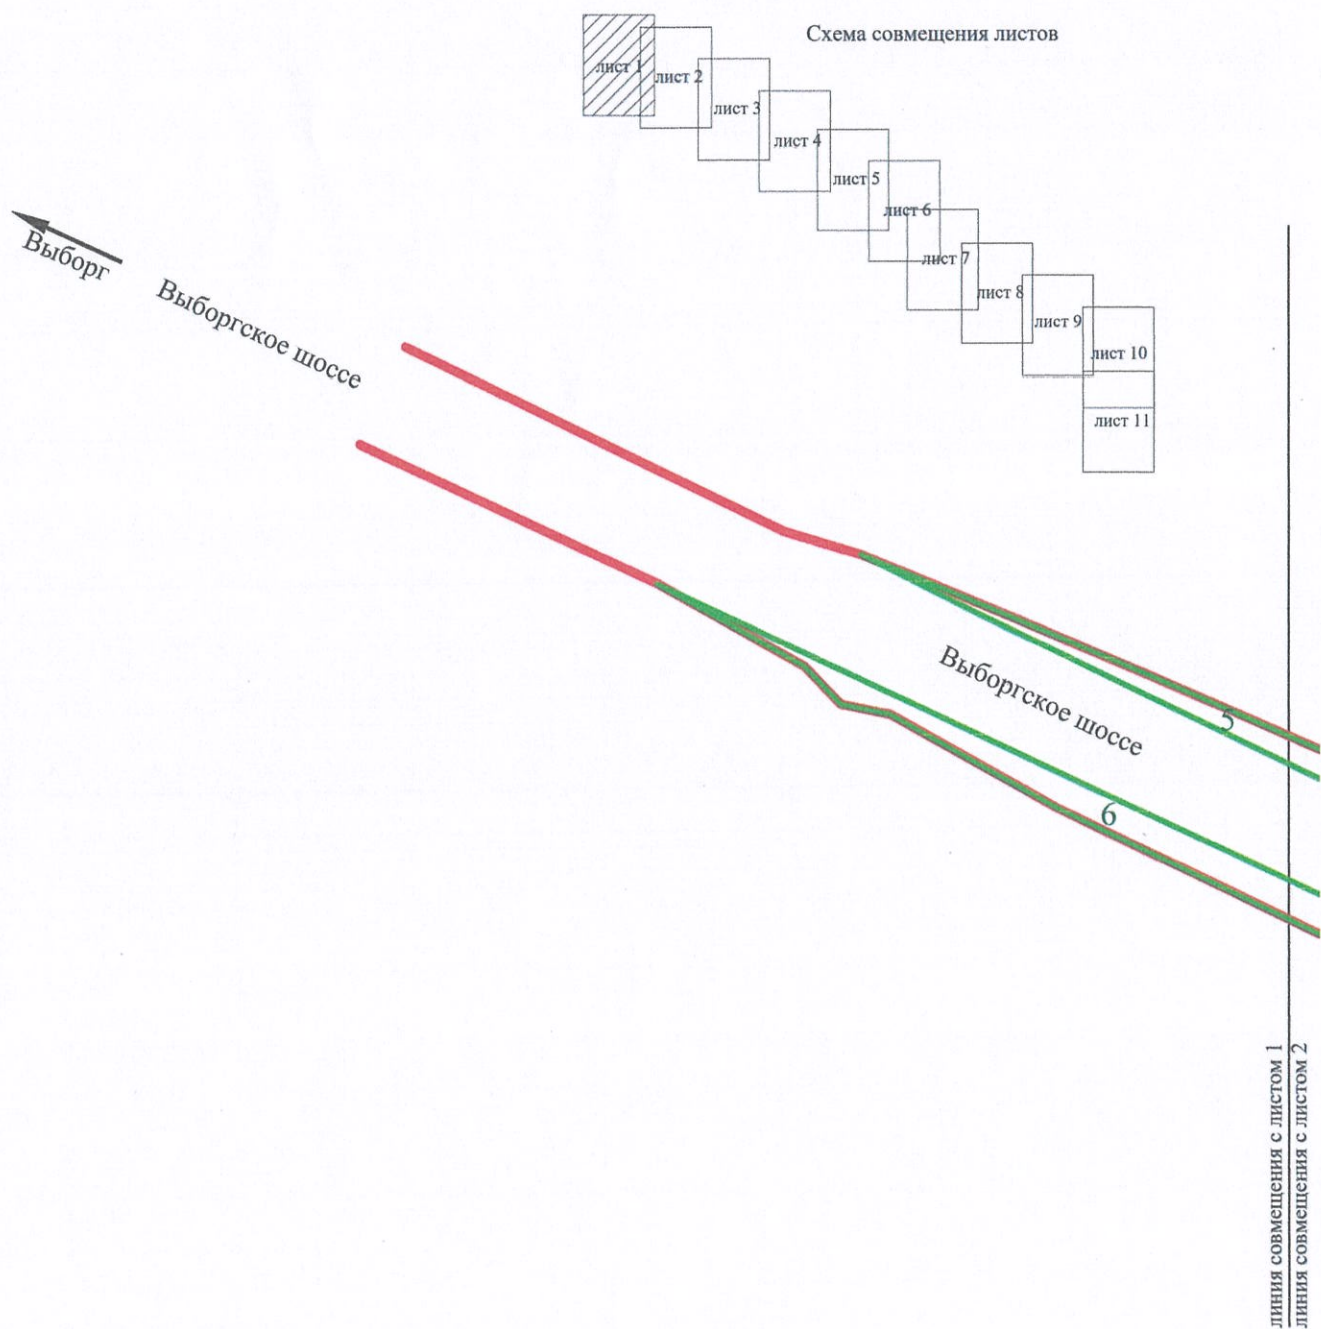 Схема совмещения листов
лист 1
лист 2
лист 3
лист 4
лист 5
лист 6
лист 7
лист 8
лист 9
лист 10
лист 11
Выборг
Выборгское шоссе
Выборгское шоссе
5
6
линия совмещения с листом 1
линия совмещения с листом 2